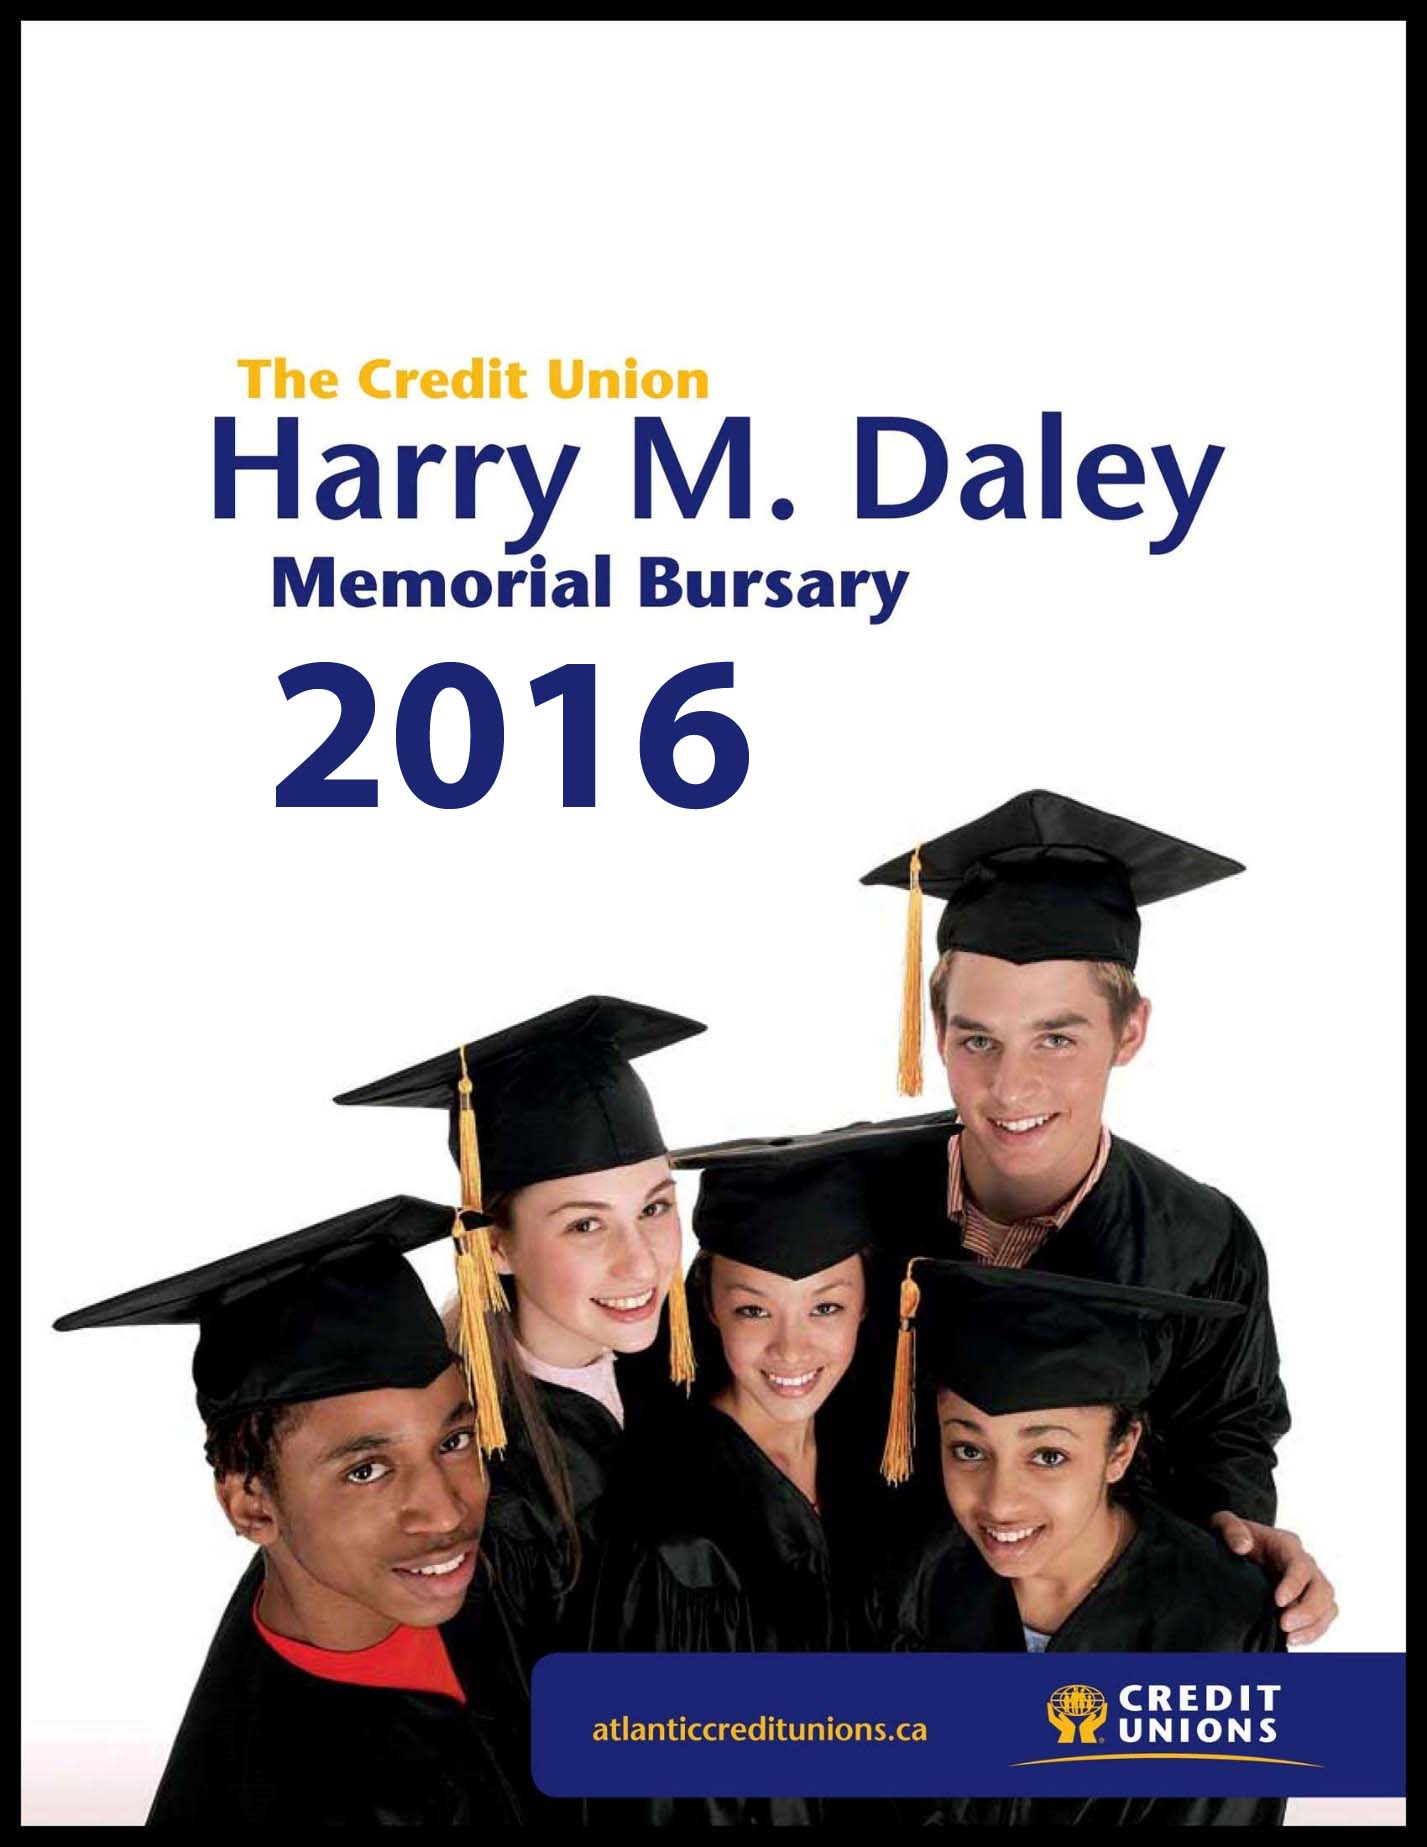 The Credit Union
Harry M. Daley
Memorial Bursary
2016
atlanticcreditunions.ca
CREDIT
UNIONS